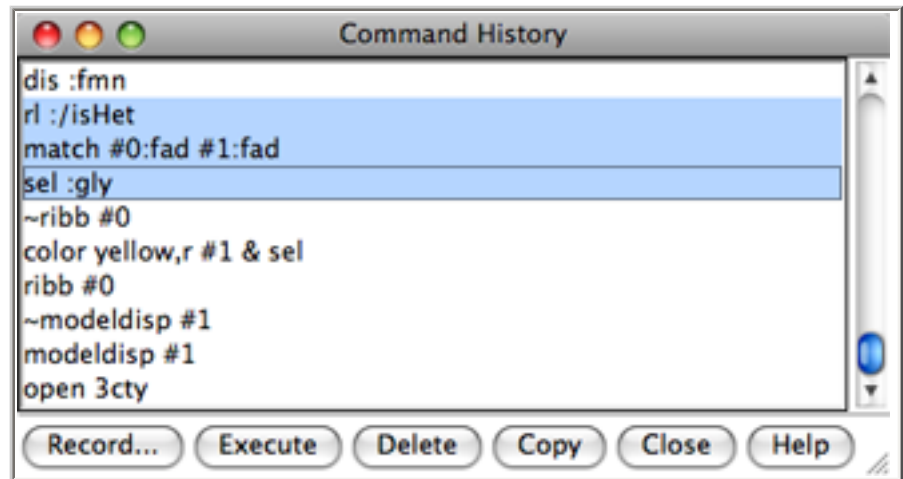 Command History
dis :fmn
rl :/isHet
match #0:fad #1:fad
sel :gly
~ribb #0
color yellow,r #1 & sel
ribb #0
~modeldisp #1
modeldisp #1
open 3cty
Record... Execute Delete Copy Close Help